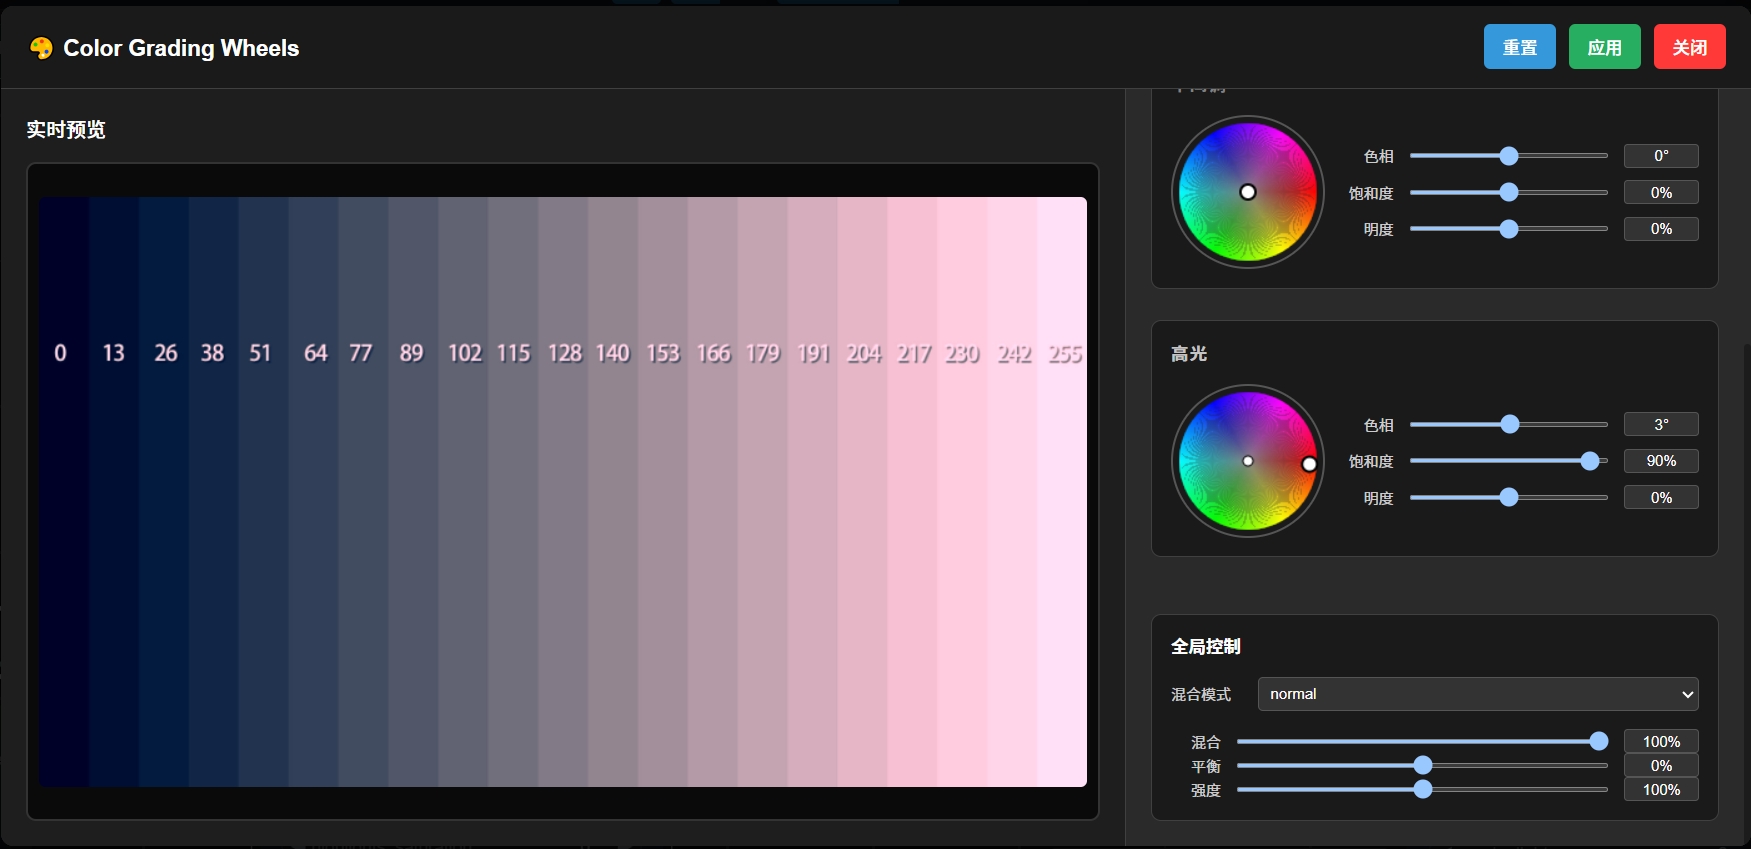 🎨 Color Grading Wheels
重置 应用 关闭
实时预览
0 13 26 38 51 64 77 89 102 115 128 140 153 166 179 191 204 217 230 242 255
色相 0°
饱和度 0%
明度 0%
高光
色相 3°
饱和度 90%
明度 0%
全局控制
混合模式 normal
混合 100%
平衡 0%
强度 100%